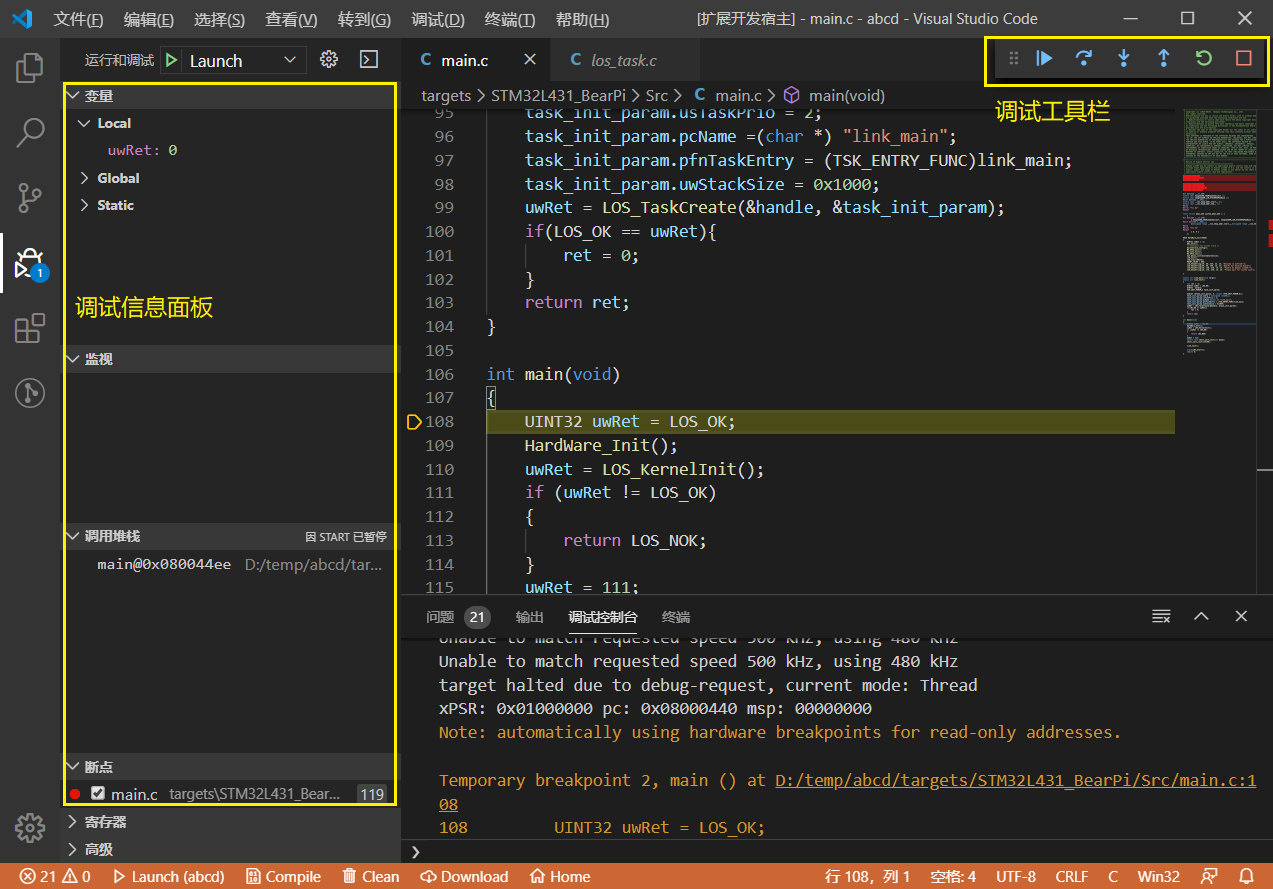 文件(F) 编辑(E) 选择(S) 查看(V) 转到(G) 调试(D) 终端(T) 帮助(H) [扩展开发宿主] - main.c - abcd - Visual Studio Code
运行和调试 Launch
变量
Local
uwRet: 0
Global
Static
调试信息面板
监视
调用堆栈 因 START 已暂停
main@0x080044ee D:/temp/abcd/tar...
断点
main.c targets\STM32L431_Bear... 119
寄存器
高级
1
C main.c C los_task.c
调试工具栏
targets > STM32L431_BearPi > Src > C main.c > main(void)
95 task_init_param.usTaskPrio = 2;
96 task_init_param.pcName =(char *) "link_main";
97 task_init_param.pfnTaskEntry = (TSK_ENTRY_FUNC)link_main;
98 task_init_param.uwStackSize = 0x1000;
99 uwRet = LOS_TaskCreate(&handle, &task_init_param);
100 if(LOS_OK == uwRet){
101 ret = 0;
102 }
103 return ret;
104 }
105
106 int main(void)
107 {
108 UINT32 uwRet = LOS_OK;
109 HardWare_Init();
110 uwRet = LOS_KernelInit();
111 if (uwRet != LOS_OK)
112 {
113 return LOS_NOK;
114 }
115 uwRet = 111;
问题 21 输出 调试控制台 终端
Unable to match requested speed 500 kHz, using 480 kHz
Unable to match requested speed 500 kHz, using 480 kHz
target halted due to debug-request, current mode: Thread
xPSR: 0x01000000 pc: 0x08000440 msp: 00000000
Note: automatically using hardware breakpoints for read-only addresses.
Temporary breakpoint 2, main () at D:/temp/abcd/targets/STM32L431_BearPi/Src/main.c:1
08
108 UINT32 uwRet = LOS_OK;
21 0 Launch (abcd) Compile Clean Download Home 行 108，列 1 空格: 4 UTF-8 CRLF C Win32